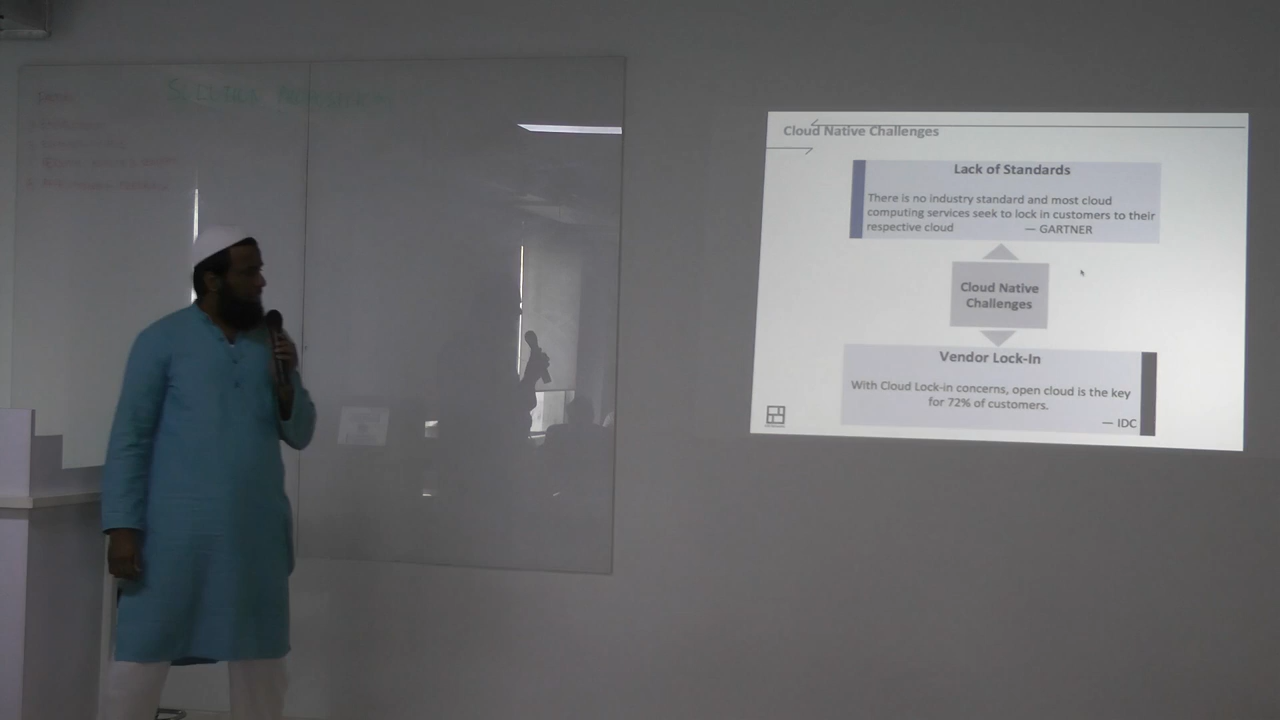 Cloud Native Challenges
Lack of Standards
There is no industry standard and most cloud
computing services seek to lock in customers to their
respective cloud — GARTNER
Cloud Native
Challenges
Vendor Lock-In
With Cloud Lock-in concerns, open cloud is the key
for 72% of customers.
— IDC